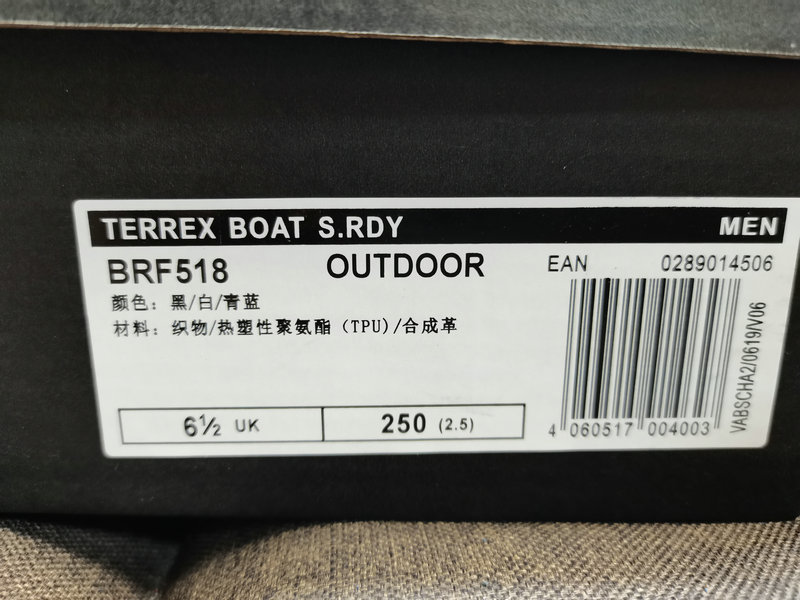 TERREX BOAT S.RDY MEN
BRF518 OUTDOOR EAN 0289014506
颜色：黑/白/青蓝
材料：织物/热塑性聚氨酯（TPU)/合成革
6½ UK 250 (2.5)
4 060517 004003
VABSCHA2/0619/V06